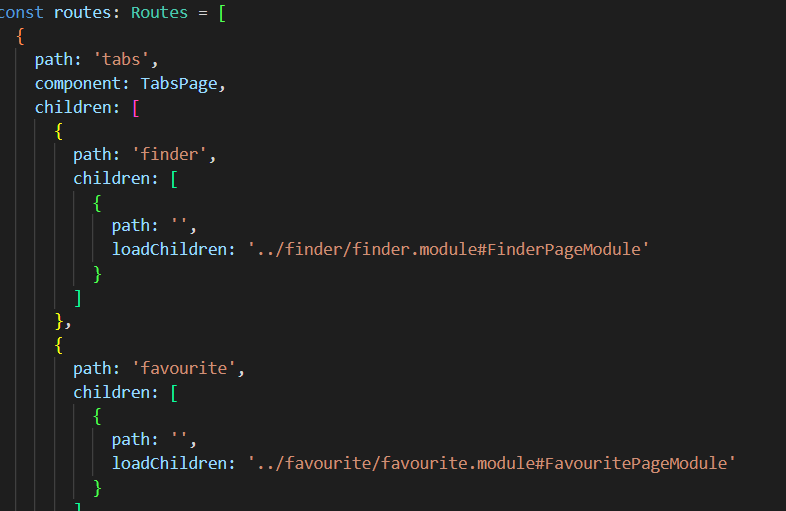 const routes: Routes = [
{
path: 'tabs',
component: TabsPage,
children: [
{
path: 'finder',
children: [
{
path: '',
loadChildren: '../finder/finder.module#FinderPageModule'
}
]
},
{
path: 'favourite',
children: [
{
path: '',
loadChildren: '../favourite/favourite.module#FavouritePageModule'
}
]